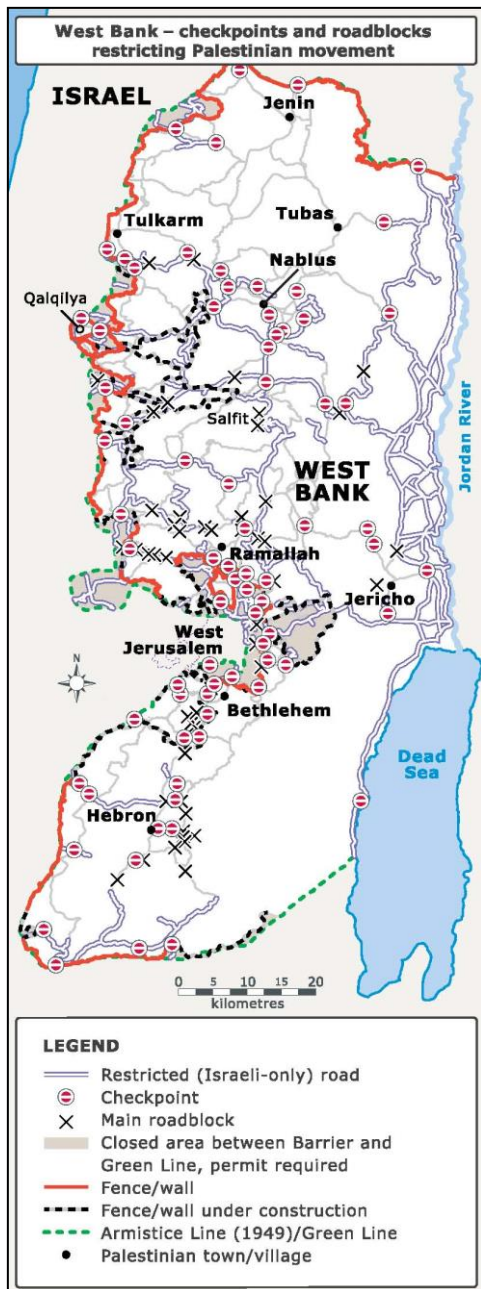 West Bank – checkpoints and roadblocks
restricting Palestinian movement
ISRAEL
Jenin
Tulkarm
Tubas
Nablus
Qalqilya
Salfit
Jordan River
WEST
BANK
Ramallah
Jericho
West
Jerusalem
N
Bethlehem
Dead
Sea
Hebron
0 5 10 15 20
kilometres
LEGEND
Restricted (Israeli-only) road
Checkpoint
Main roadblock
Closed area between Barrier and
Green Line, permit required
Fence/wall
Fence/wall under construction
Armistice Line (1949)/Green Line
Palestinian town/village